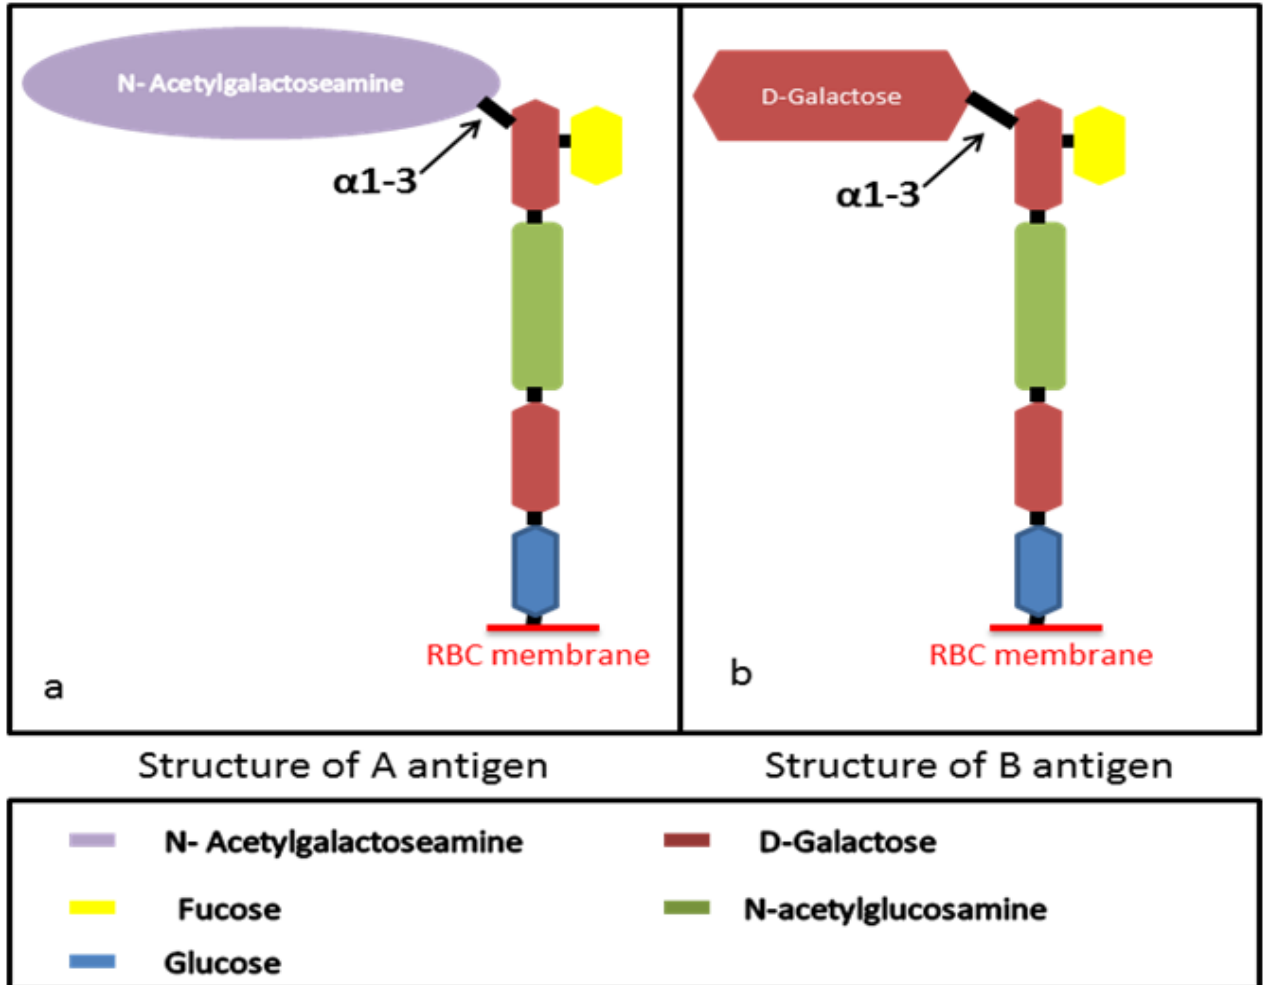 N- Acetylgalactoseamine
α1-3
RBC membrane
a
D-Galactose
α1-3
RBC membrane
b
Structure of A antigen
Structure of B antigen
N- Acetylgalactoseamine
D-Galactose
Fucose
N-acetylglucosamine
Glucose